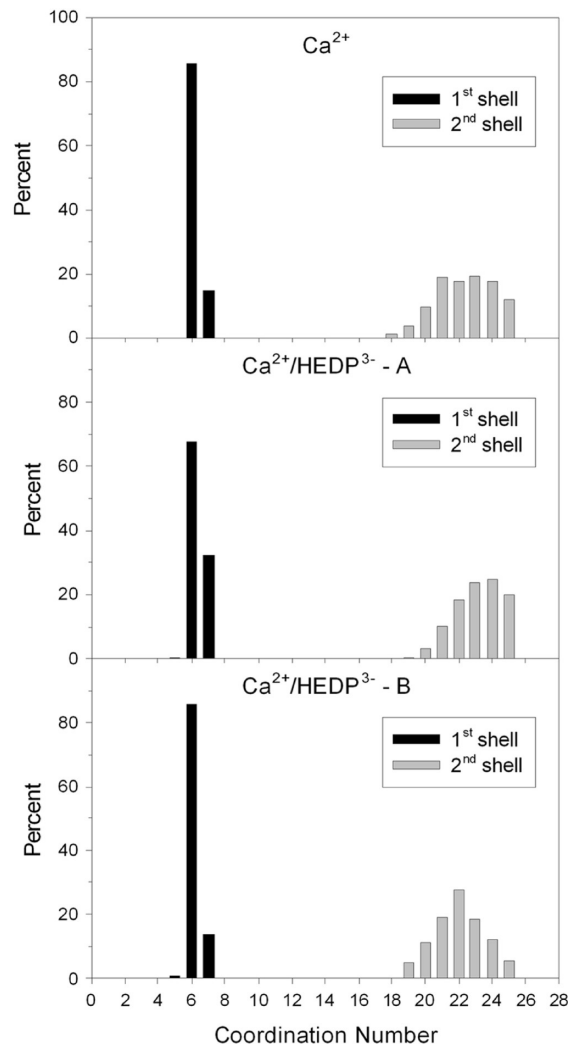 Ca²⁺
100
80
60
40
20
0
Percent
1ˢᵗ shell
2ⁿᵈ shell
Ca²⁺/HEDP³⁻ - A
80
60
40
20
0
Percent
1ˢᵗ shell
2ⁿᵈ shell
Ca²⁺/HEDP³⁻ - B
80
60
40
20
0
Percent
1ˢᵗ shell
2ⁿᵈ shell
0 2 4 6 8 10 12 14 16 18 20 22 24 26 28
Coordination Number